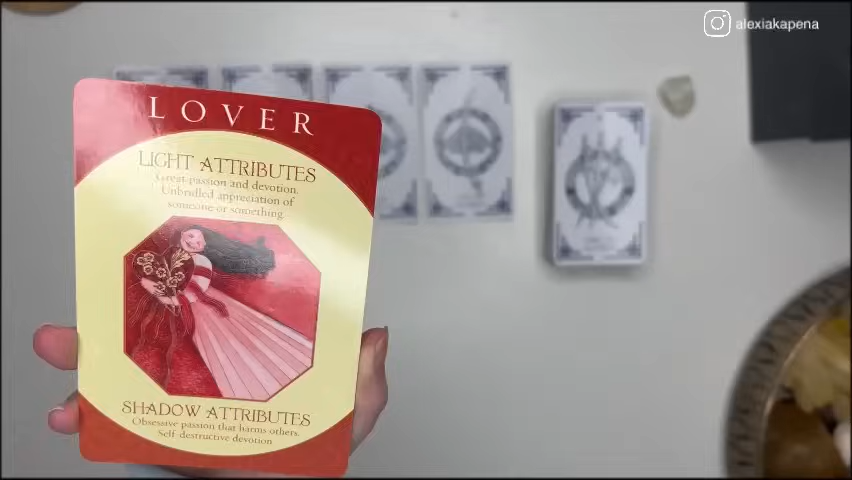 alexiakapena
LOVER
LIGHT ATTRIBUTES
Great passion and devotion.
Unbridled appreciation of
someone or something.
SHADOW ATTRIBUTES
Obsessive passion that harms others.
Self-destructive devotion